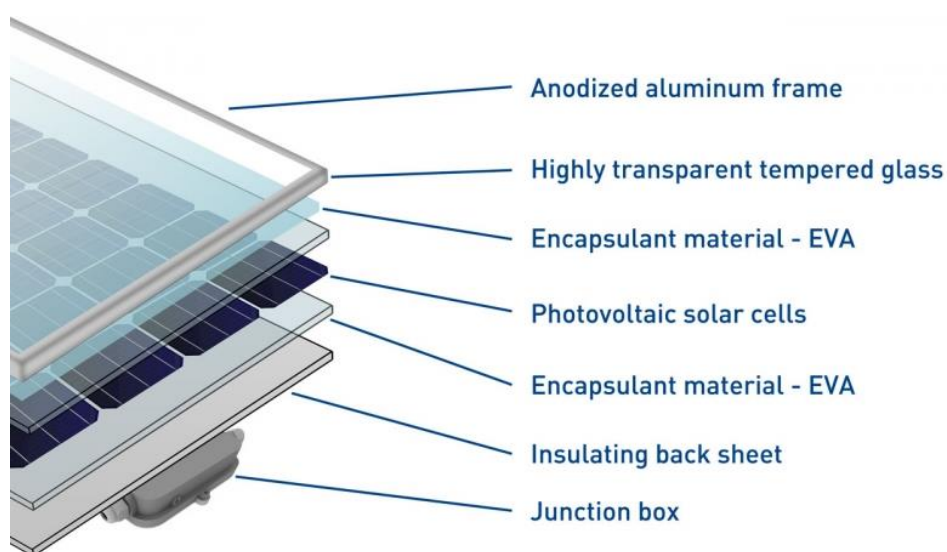 Anodized aluminum frame
Highly transparent tempered glass
Encapsulant material - EVA
Photovoltaic solar cells
Encapsulant material - EVA
Insulating back sheet
Junction box